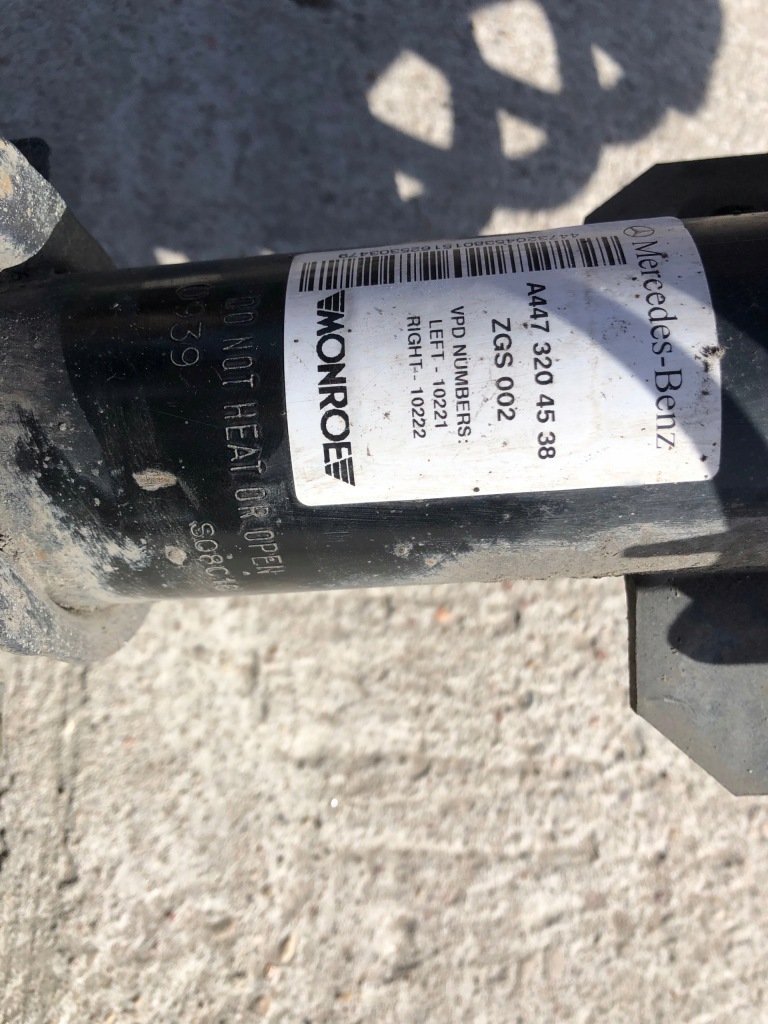 Mercedes-Benz
A447 320 45 38
ZGS 002
VPD NUMBERS:
LEFT - 10221
RIGHT - 10222
MONROE
DO NOT HEAT OR OPEN
0939